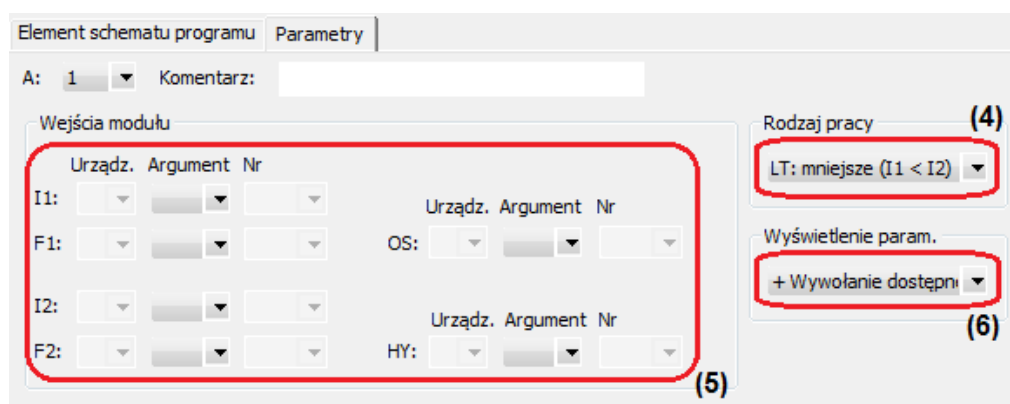 Element schematu programu Parametry
A: 1 Komentarz:
Wejścia modułu
Urządz. Argument Nr
I1:
F1:
I2:
F2:
Urządz. Argument Nr
OS:
Urządz. Argument Nr
HY:
(5)
Rodzaj pracy (4)
LT: mniejsze (I1 < I2)
Wyświetlenie param.
+ Wywołanie dostępn
(6)